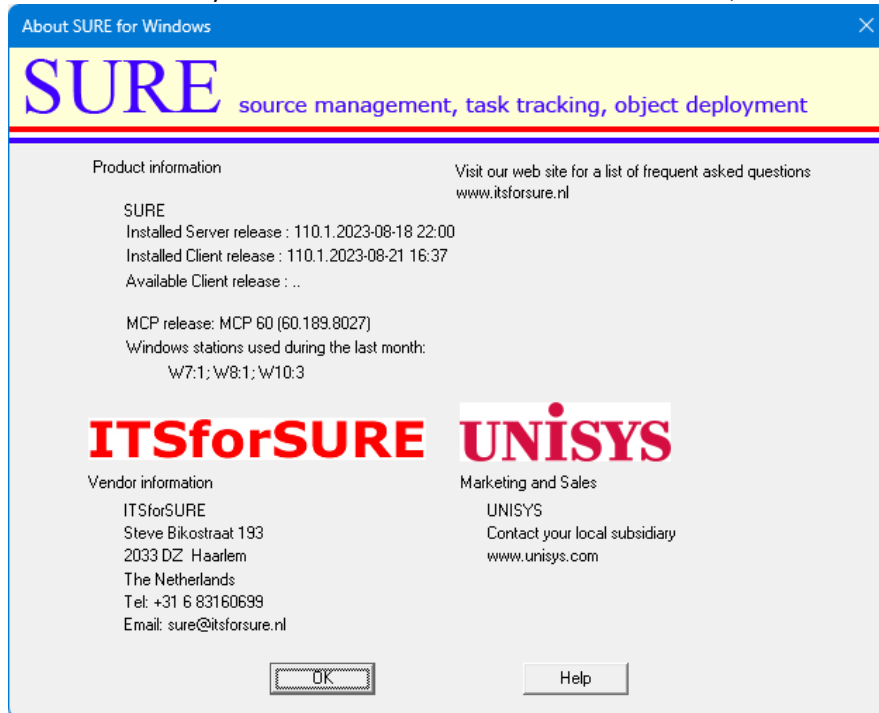 About SURE for Windows
SURE source management, task tracking, object deployment
Product information
Visit our web site for a list of frequent asked questions
www.itsforsure.nl
SURE
Installed Server release : 110.1.2023-08-18 22:00
Installed Client release : 110.1.2023-08-21 16:37
Available Client release : ..
MCP release: MCP 60 (60.189.8027)
Windows stations used during the last month:
W7:1; W8:1; W10:3
ITSforSURE
Vendor information
ITSforSURE
Steve Bikostraat 193
2033 DZ Haarlem
The Netherlands
Tel: +31 6 83160699
Email: sure@itsforsure.nl
UNiSYS
Marketing and Sales
UNISYS
Contact your local subsidiary
www.unisys.com
OK
Help